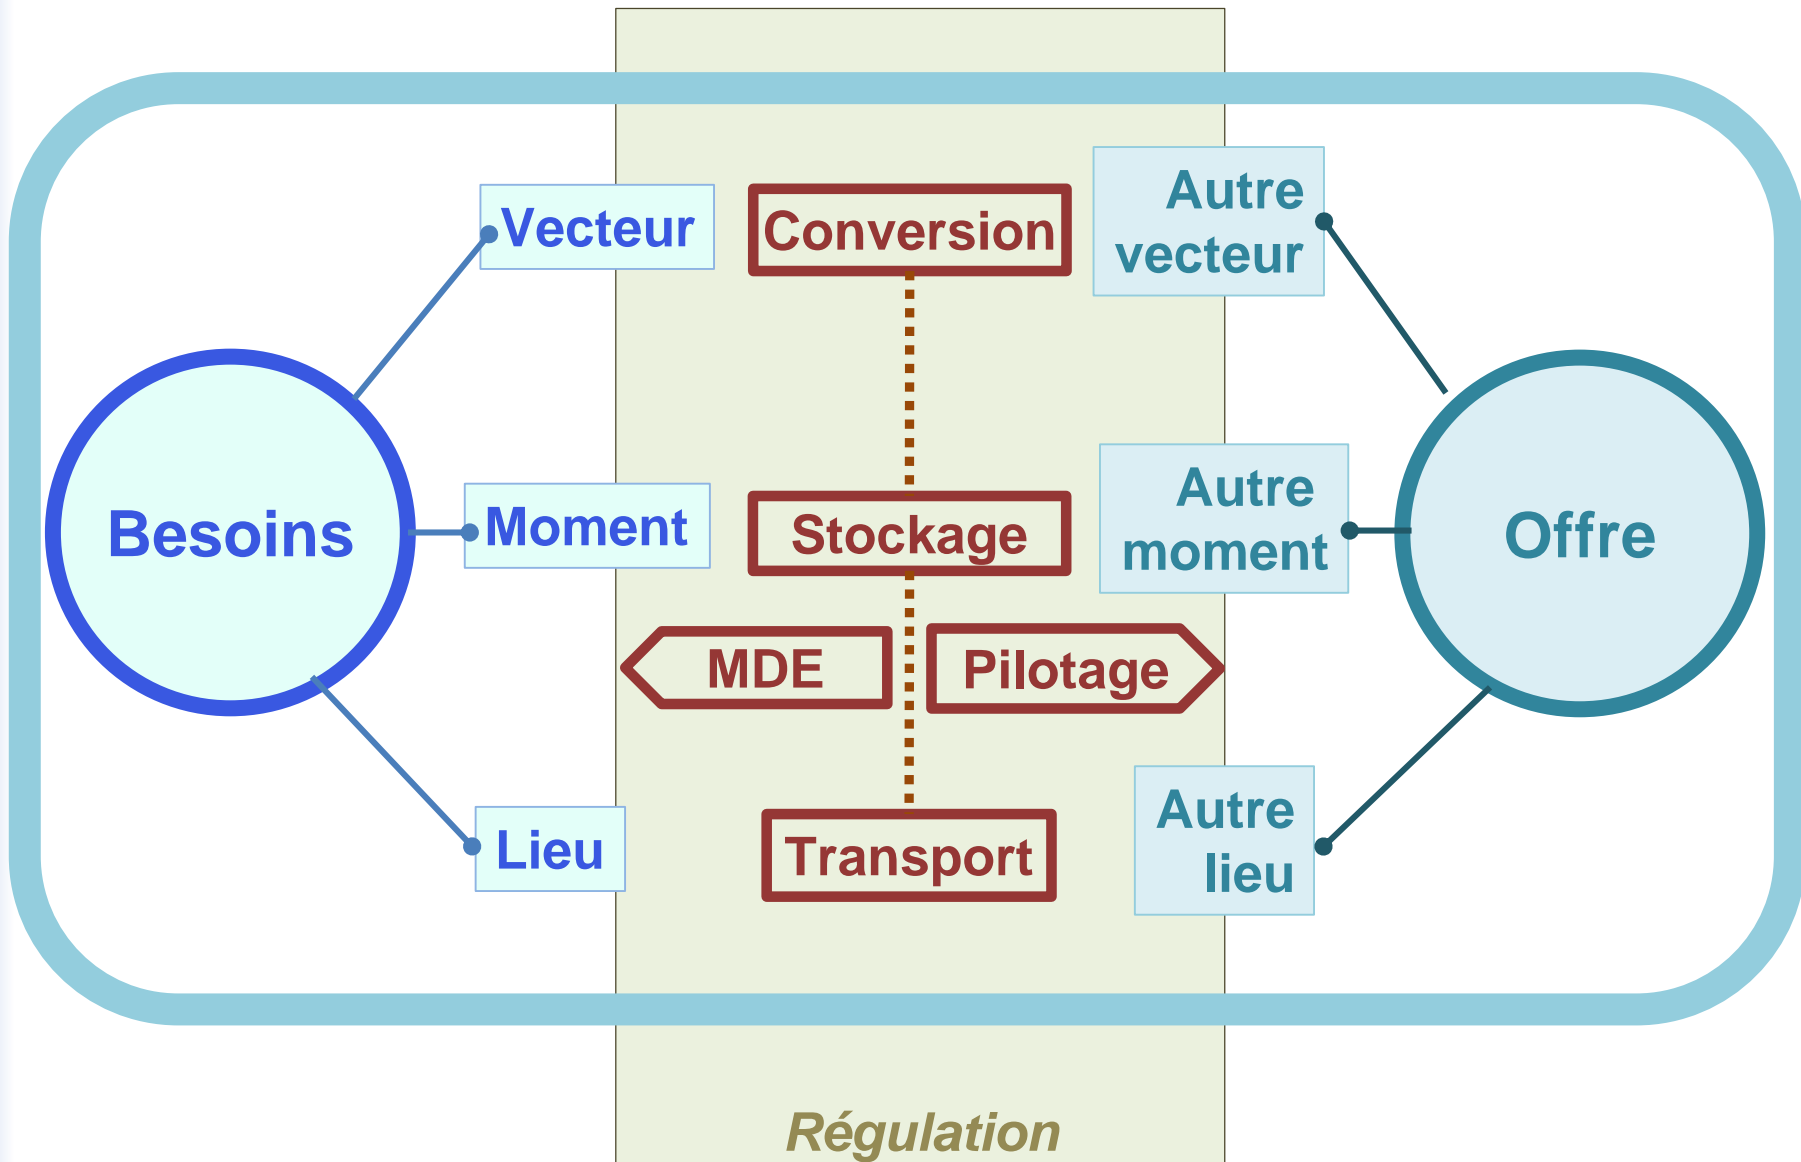 Vecteur
Conversion
Autre
vecteur
Besoins
Moment
Stockage
Autre
moment
Offre
MDE
Pilotage
Lieu
Transport
Autre
lieu
Régulation